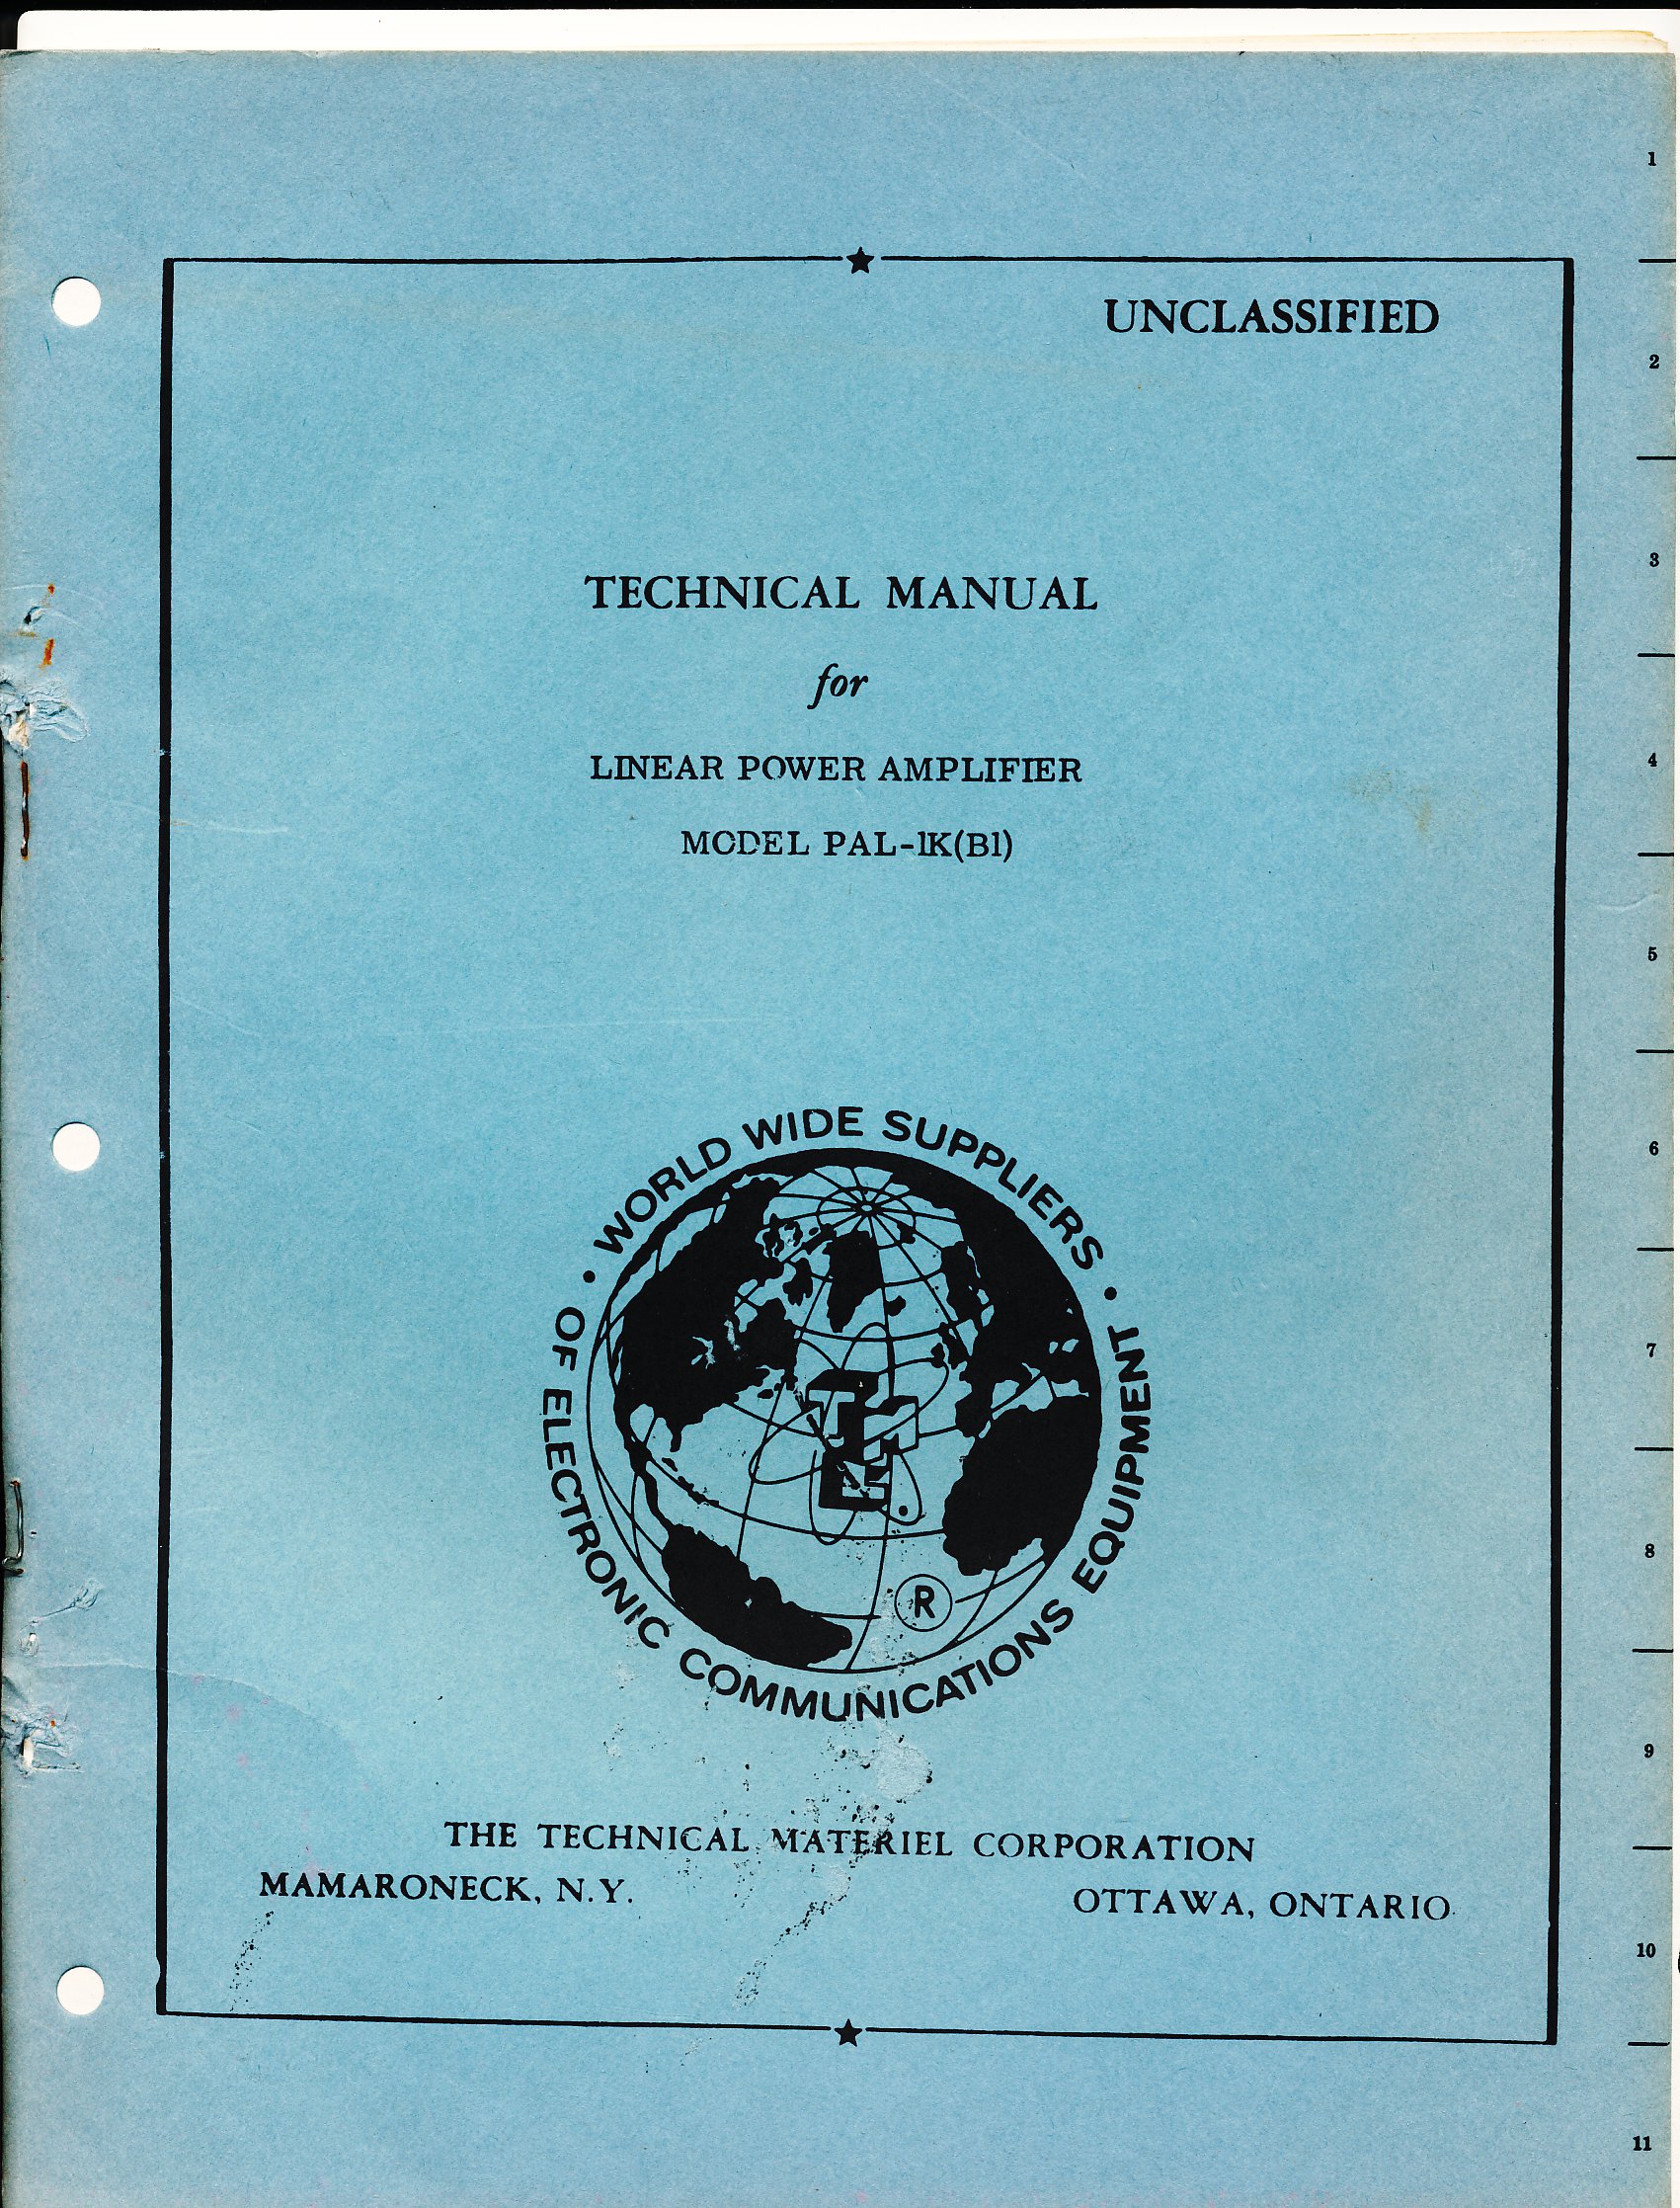 UNCLASSIFIED
TECHNICAL MANUAL
for
LINEAR POWER AMPLIFIER
MODEL PAL-1K(B1)
• WORLD WIDE SUPPLIERS •
OF ELECTRONIC COMMUNICATIONS EQUIPMENT
TMC
R
THE TECHNICAL MATERIEL CORPORATION
MAMARONECK, N.Y.
OTTAWA, ONTARIO
1
2
3
4
5
6
7
8
9
10
11